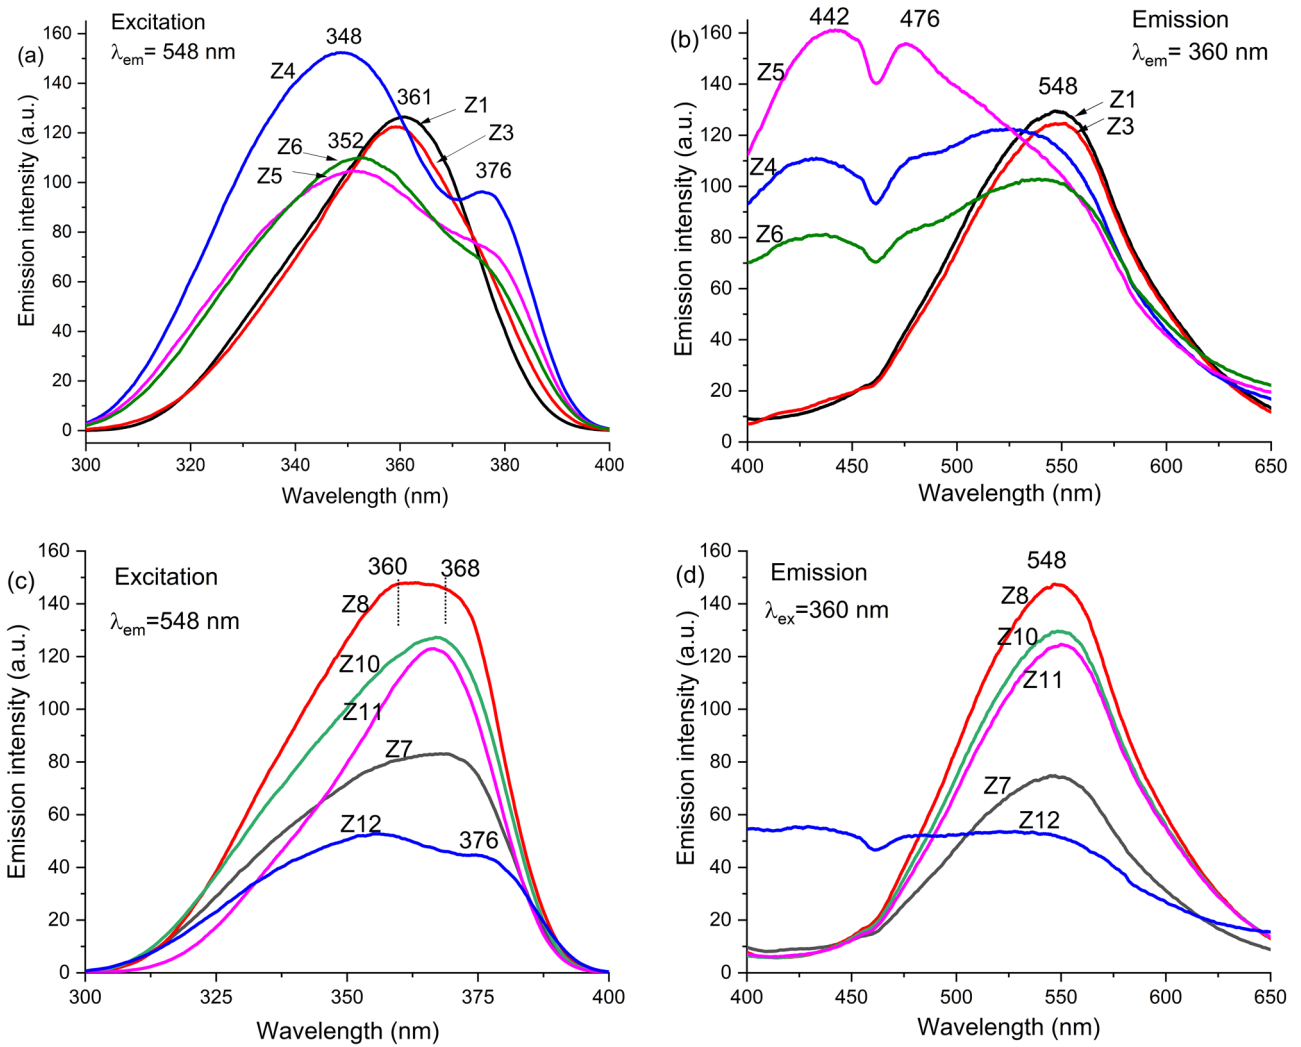 (a)
Excitation
λem= 548 nm
348
Z4
361
Z1
Z3
352
Z6
Z5
376
160
140
120
100
80
60
40
20
0
Emission intensity (a.u.)
300 320 340 360 380 400
Wavelength (nm)
(b)
442 476
Emission
λem= 360 nm
548
Z5
Z1
Z3
Z4
Z6
160
140
120
100
80
60
40
20
0
Emission intensity (a.u.)
400 450 500 550 600 650
Wavelength (nm)
(c)
Excitation
λem=548 nm
360 368
Z8
Z10
Z11
Z7
Z12
376
160
140
120
100
80
60
40
20
0
Emission intensity (a.u.)
300 325 350 375 400
Wavelength (nm)
(d)
Emission
λex=360 nm
548
Z8
Z10
Z11
Z7
Z12
160
140
120
100
80
60
40
20
0
Emission intensity (a.u.)
400 450 500 550 600 650
Wavelength (nm)